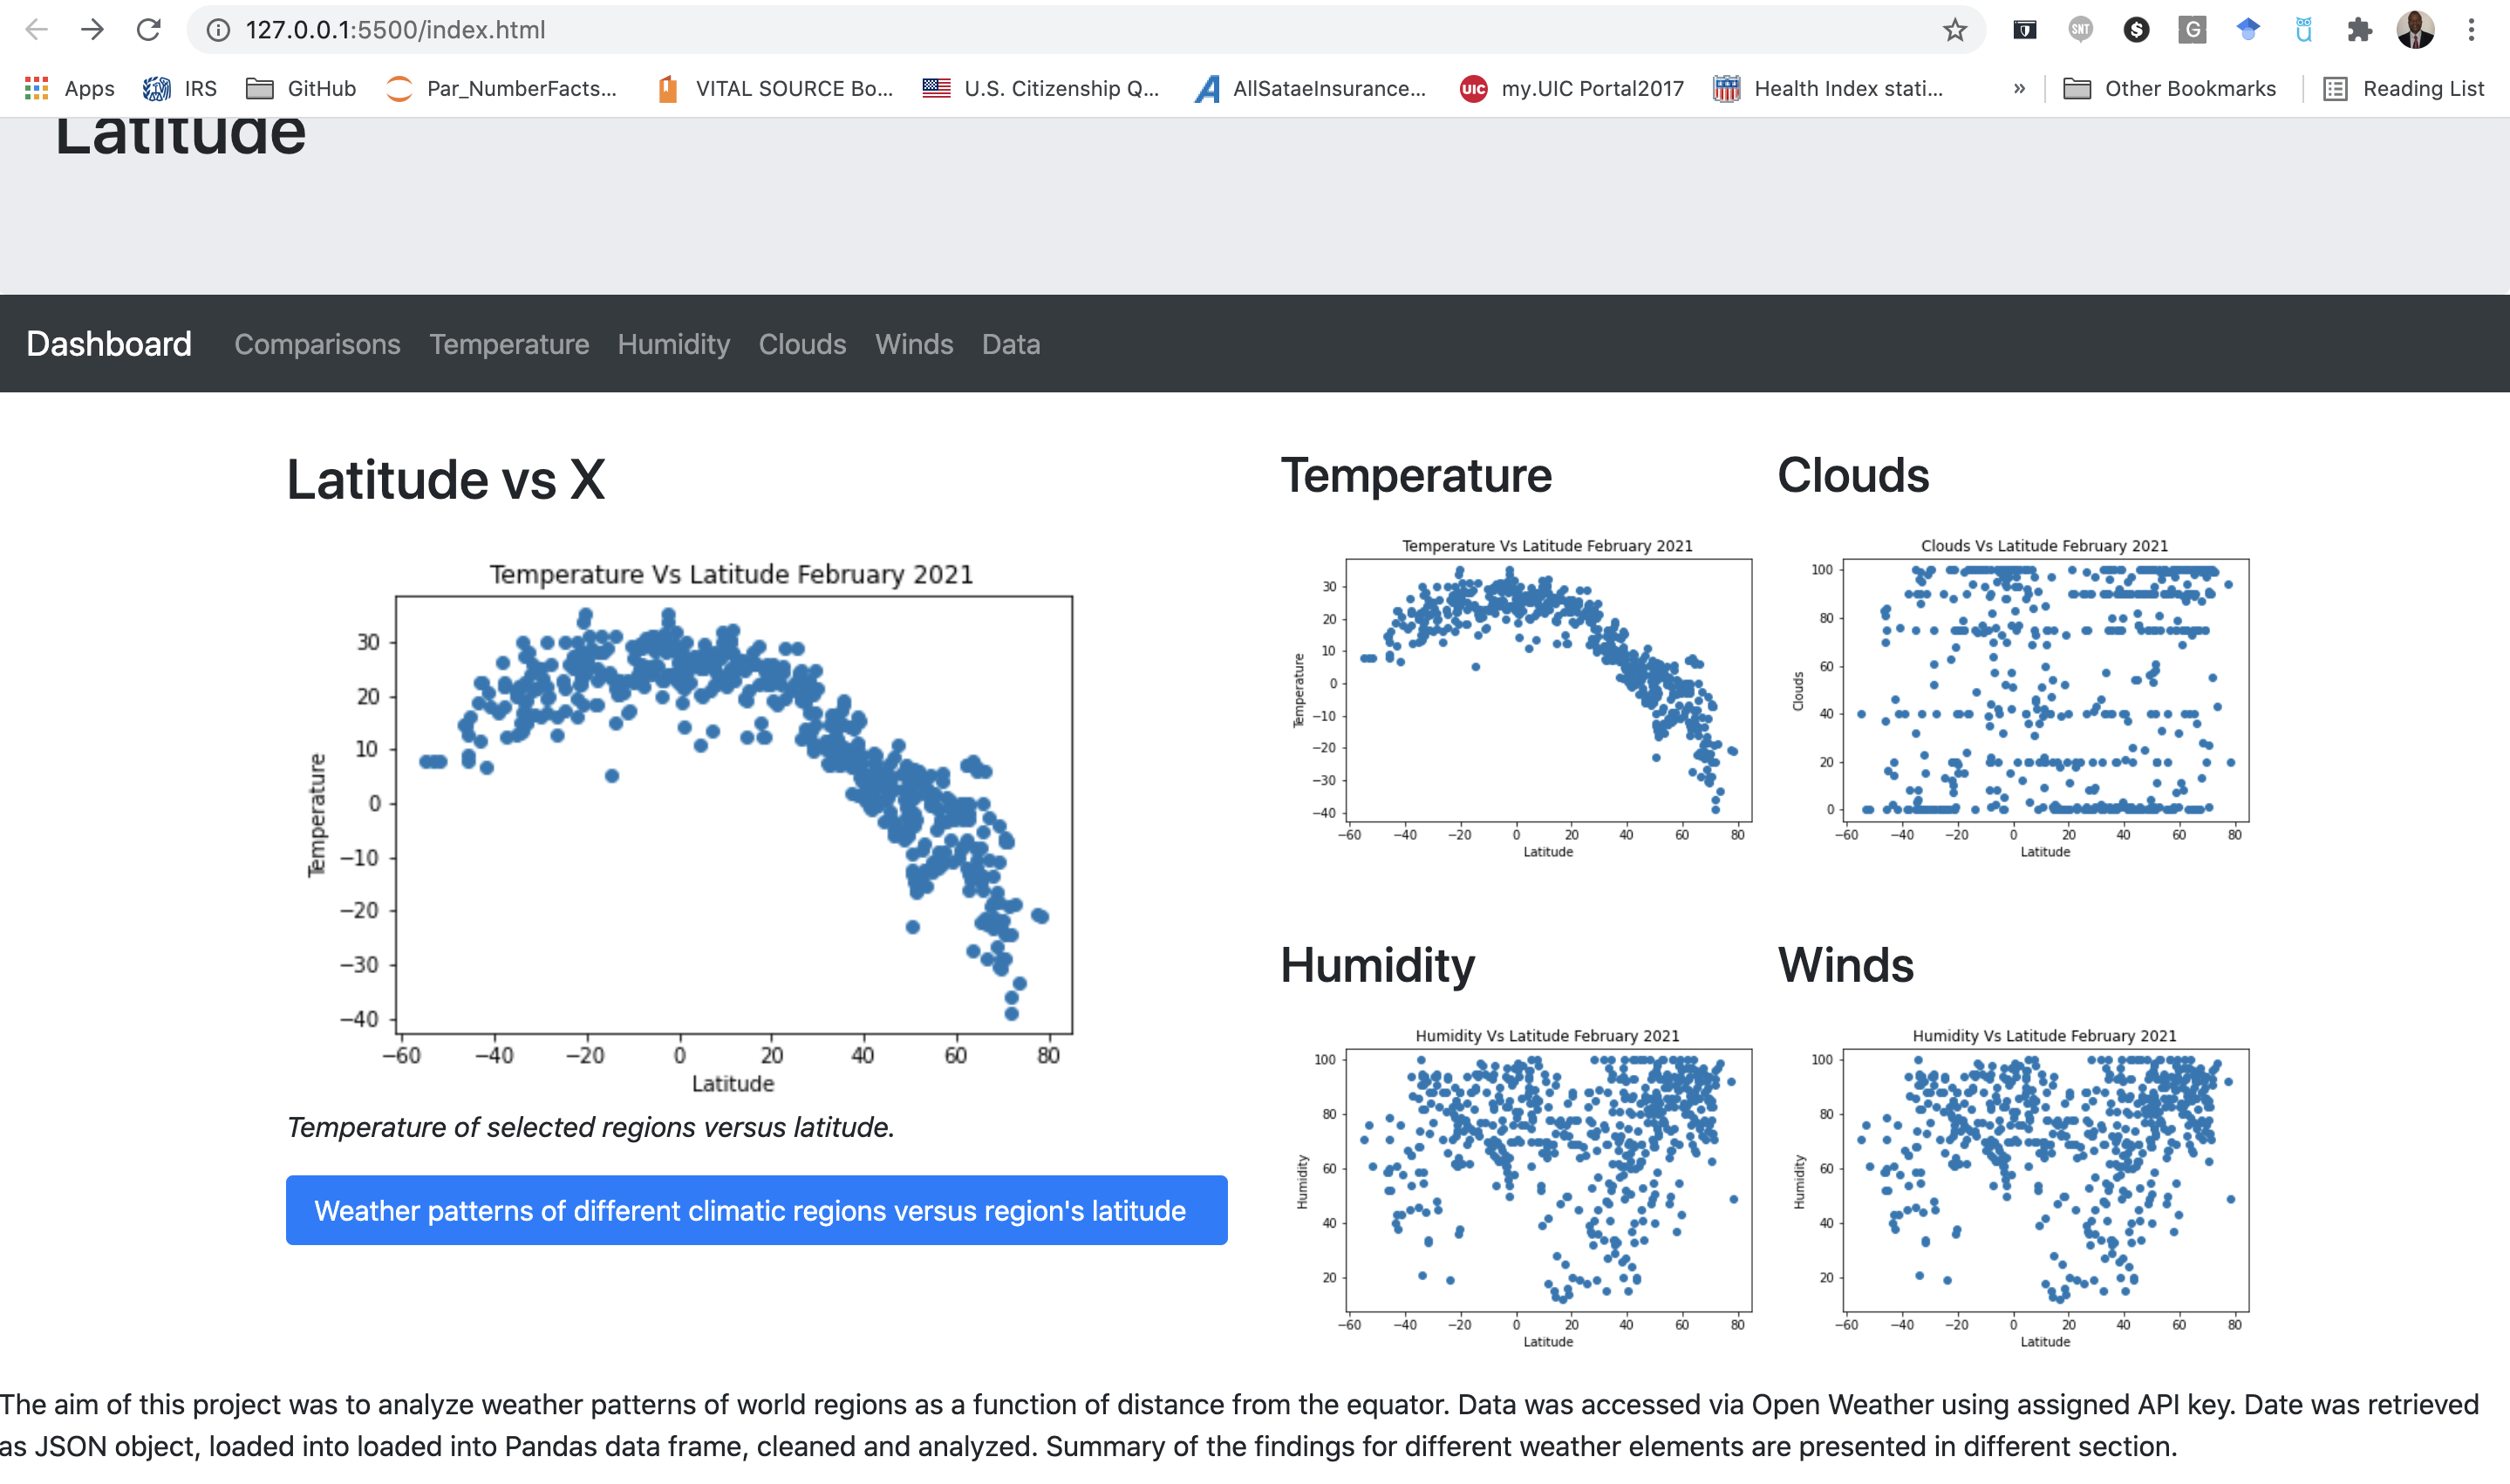 127.0.0.1:5500/index.html
SNT
$
G
Apps
IRS
GitHub
Par_NumberFacts...
VITAL SOURCE Bo...
U.S. Citizenship Q...
AllSataeInsurance...
UIC
my.UIC Portal2017
Health Index stati...
»
Other Bookmarks
Reading List
Latitude
Dashboard
Comparisons
Temperature
Humidity
Clouds
Winds
Data
Latitude vs X
Temperature Vs Latitude February 2021
30
20
10
0
−10
−20
−30
−40
Temperature
−60 −40 −20 0 20 40 60 80
Latitude
Temperature of selected regions versus latitude.
Weather patterns of different climatic regions versus region's latitude
Temperature
Temperature Vs Latitude February 2021
30
20
10
0
−10
−20
−30
−40
Temperature
−60 −40 −20 0 20 40 60 80
Latitude
Clouds
Clouds Vs Latitude February 2021
100
80
60
40
20
0
Clouds
−60 −40 −20 0 20 40 60 80
Latitude
Humidity
Humidity Vs Latitude February 2021
100
80
60
40
20
Humidity
−60 −40 −20 0 20 40 60 80
Latitude
Winds
Humidity Vs Latitude February 2021
100
80
60
40
20
Humidity
−60 −40 −20 0 20 40 60 80
Latitude
The aim of this project was to analyze weather patterns of world regions as a function of distance from the equator. Data was accessed via Open Weather using assigned API key. Date was retrieved
as JSON object, loaded into loaded into Pandas data frame, cleaned and analyzed. Summary of the findings for different weather elements are presented in different section.